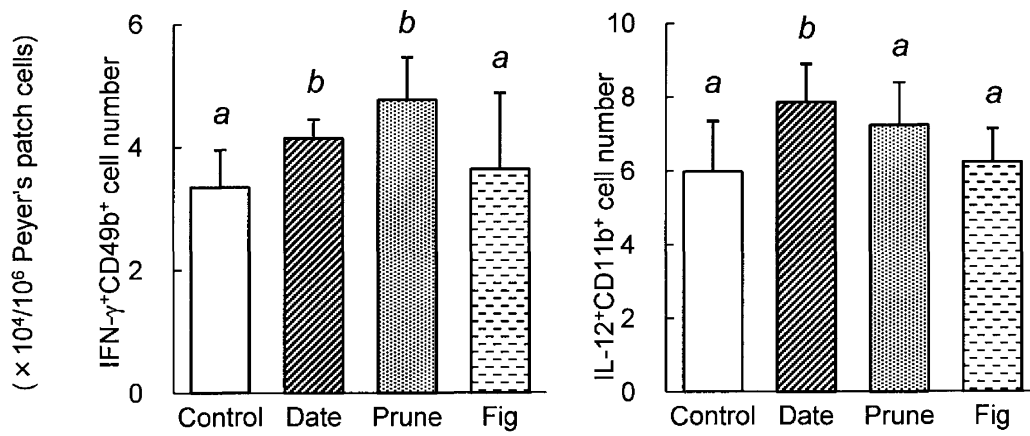 (×10⁴/10⁶ Peyer's patch cells)
IFN-γ⁺CD49b⁺ cell number
6
4
2
0
a
b
b
a
Control Date Prune Fig
IL-12⁺CD11b⁺ cell number
10
8
6
4
2
0
a
b
a
a
Control Date Prune Fig